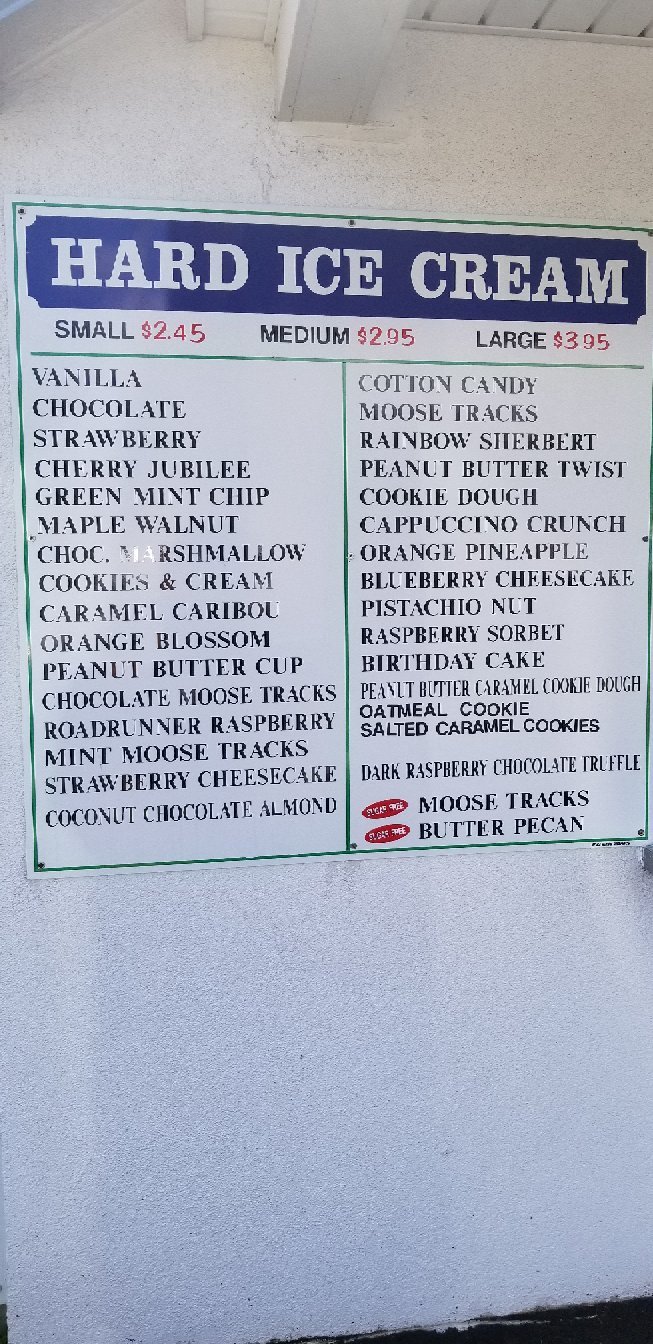 HARD ICE CREAM
SMALL $2.45 MEDIUM $2.95 LARGE $3.95
VANILLA
CHOCOLATE
STRAWBERRY
CHERRY JUBILEE
GREEN MINT CHIP
MAPLE WALNUT
CHOC. MARSHMALLOW
COOKIES & CREAM
CARAMEL CARIBOU
ORANGE BLOSSOM
PEANUT BUTTER CUP
CHOCOLATE MOOSE TRACKS
ROADRUNNER RASPBERRY
MINT MOOSE TRACKS
STRAWBERRY CHEESECAKE
COCONUT CHOCOLATE ALMOND
COTTON CANDY
MOOSE TRACKS
RAINBOW SHERBERT
PEANUT BUTTER TWIST
COOKIE DOUGH
CAPPUCCINO CRUNCH
ORANGE PINEAPPLE
BLUEBERRY CHEESECAKE
PISTACHIO NUT
RASPBERRY SORBET
BIRTHDAY CAKE
PEANUT BUTTER CARAMEL COOKIE DOUGH
OATMEAL COOKIE
SALTED CARAMEL COOKIES
DARK RASPBERRY CHOCOLATE TRUFFLE
SUGAR FREE MOOSE TRACKS
SUGAR FREE BUTTER PECAN